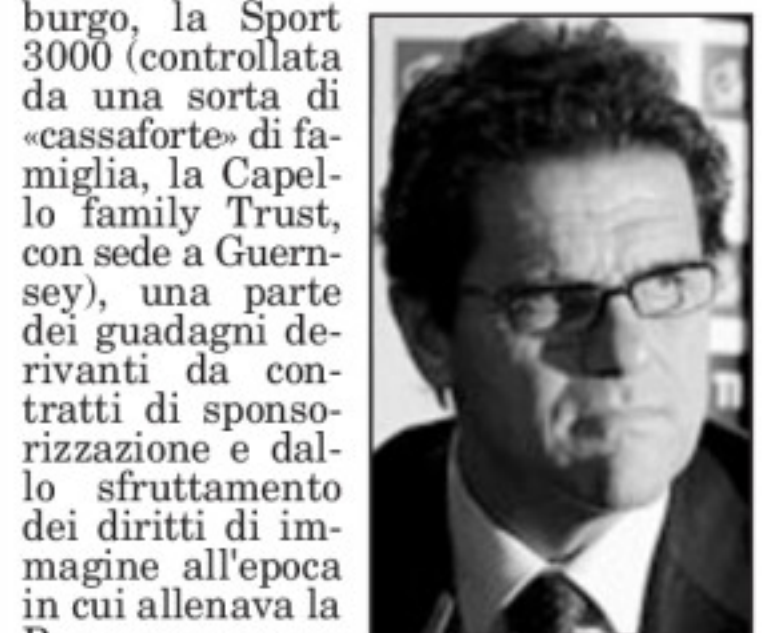 burgo, la Sport
3000 (controllata
da una sorta di
«cassaforte» di fa-
miglia, la Capel-
lo family Trust,
con sede a Guern-
sey), una parte
dei guadagni de-
rivanti da con-
tratti di sponso-
rizzazione e dal-
lo sfruttamento
dei diritti di im-
magine all'epoca
in cui allenava la